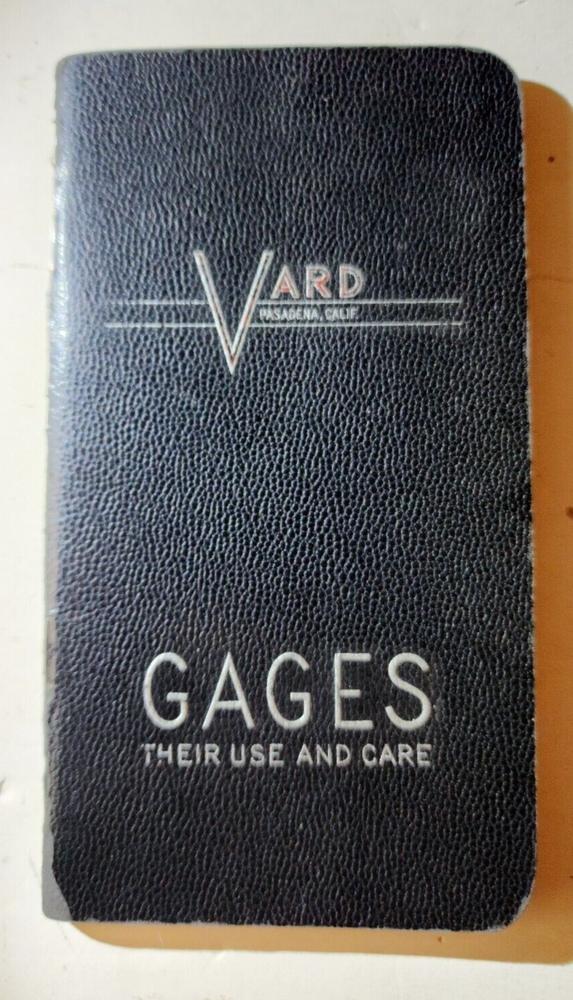 VARD
PASADENA, CALIF.
GAGES
THEIR USE AND CARE